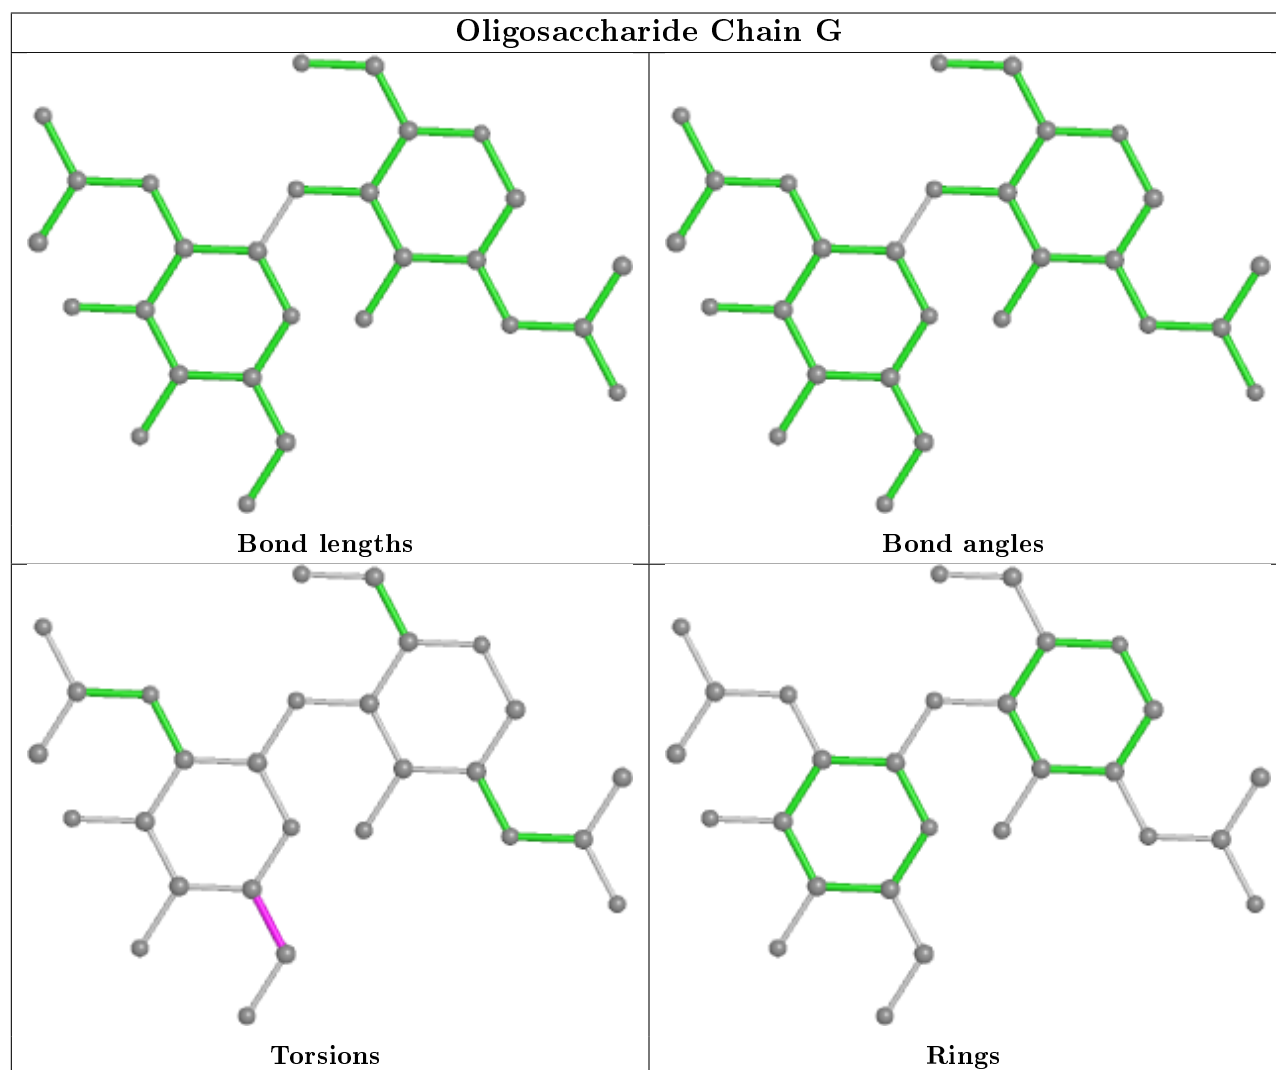 Oligosaccharide Chain G
Bond lengths
Bond angles
Torsions
Rings